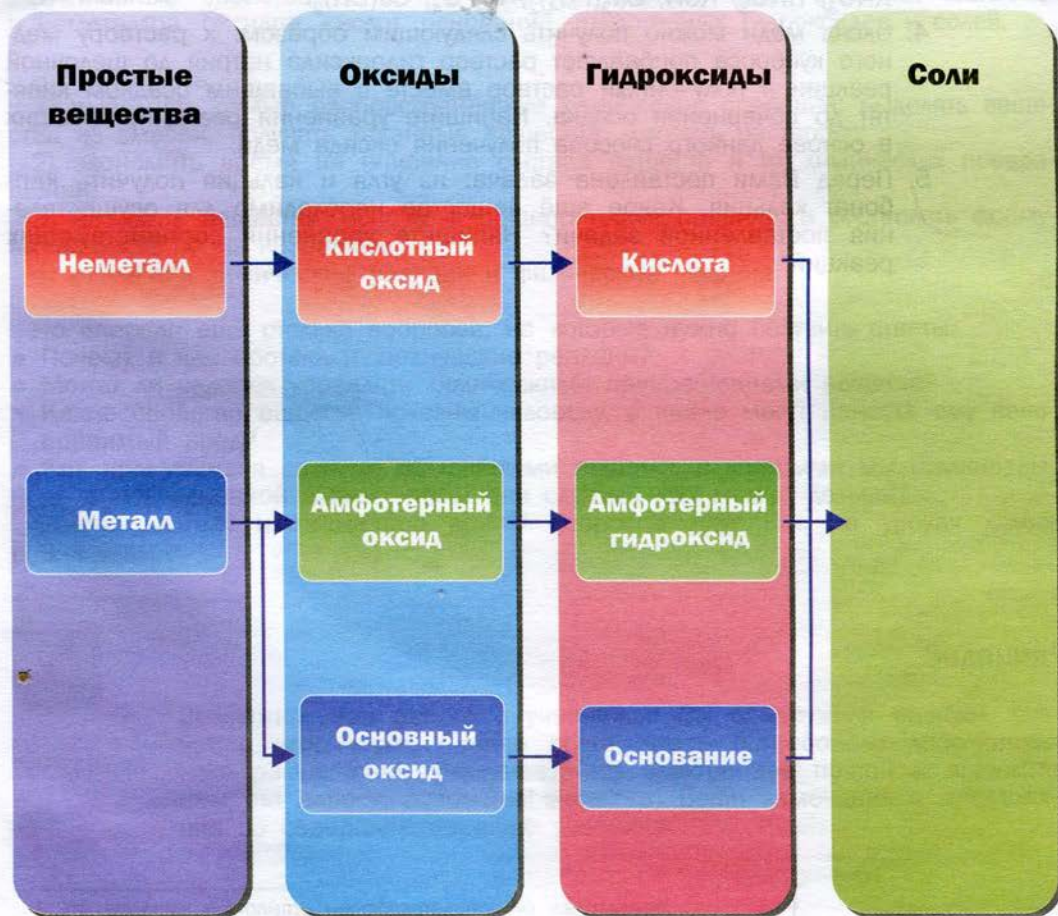 Простые
вещества
Оксиды
Гидроксиды
Соли
Неметалл
Кислотный
оксид
Кислота
Металл
Амфотерный
оксид
Амфотерный
гидроксид
Основный
оксид
Основание